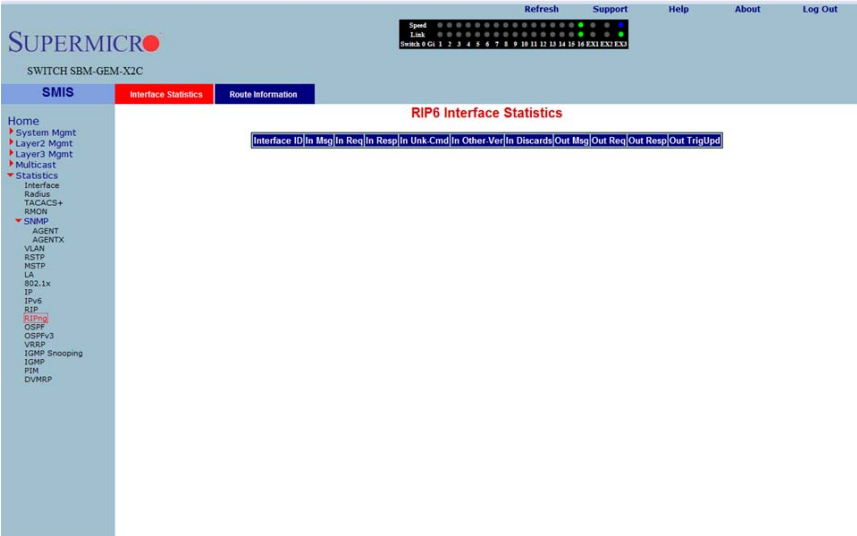 Refresh Support Help About Log Out
SUPERMICRO
Speed
Link
Switch 0 Gi 1 2 3 4 5 6 7 8 9 10 11 12 13 14 15 16 EX1 EX2 EX3
SWITCH SBM-GEM-X2C
SMIS
Interface Statistics Route Information
RIP6 Interface Statistics
Interface ID In Msg In Req In Resp In Unk-Cmd In Other-Ver In Discards Out Msg Out Req Out Resp Out TrigUpd
Home
System Mgmt
Layer2 Mgmt
Layer3 Mgmt
Multicast
Statistics
Interface
Radius
TACACS+
RMON
SNMP
AGENT
AGENTX
VLAN
RSTP
MSTP
LA
802.1x
IP
IPv6
RIP
RIPng
OSPF
OSPFv3
VRRP
IGMP Snooping
IGMP
PIM
DVMRP